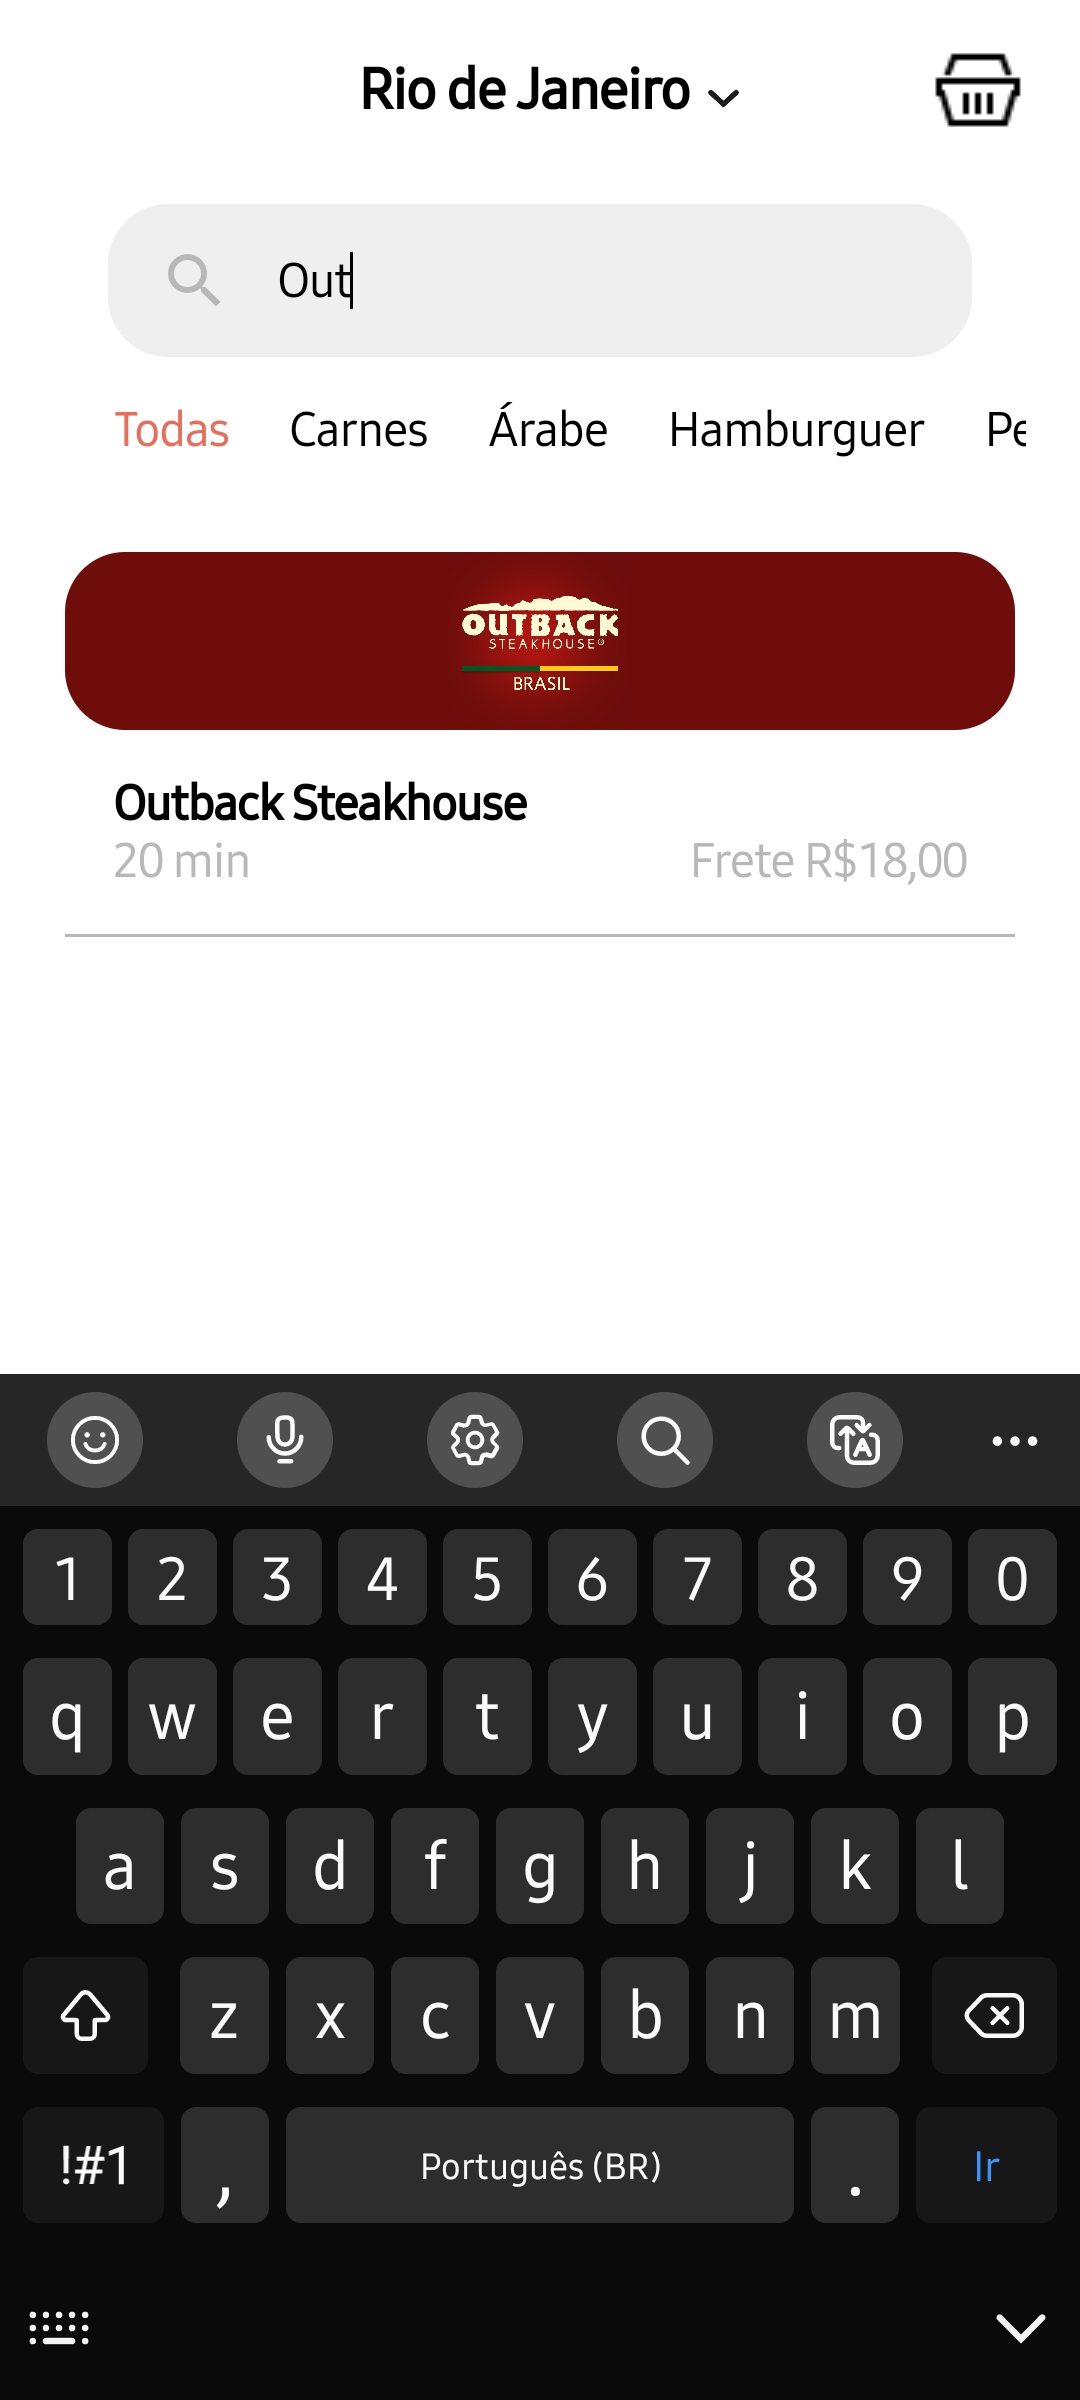 Rio de Janeiro
Out
Todas Carnes Árabe Hamburguer Pe
OUTBACK
STEAKHOUSE®
BRASIL
Outback Steakhouse
20 min Frete R$18,00
1 2 3 4 5 6 7 8 9 0
q w e r t y u i o p
a s d f g h j k l
z x c v b n m
!#1 , Português (BR) . Ir